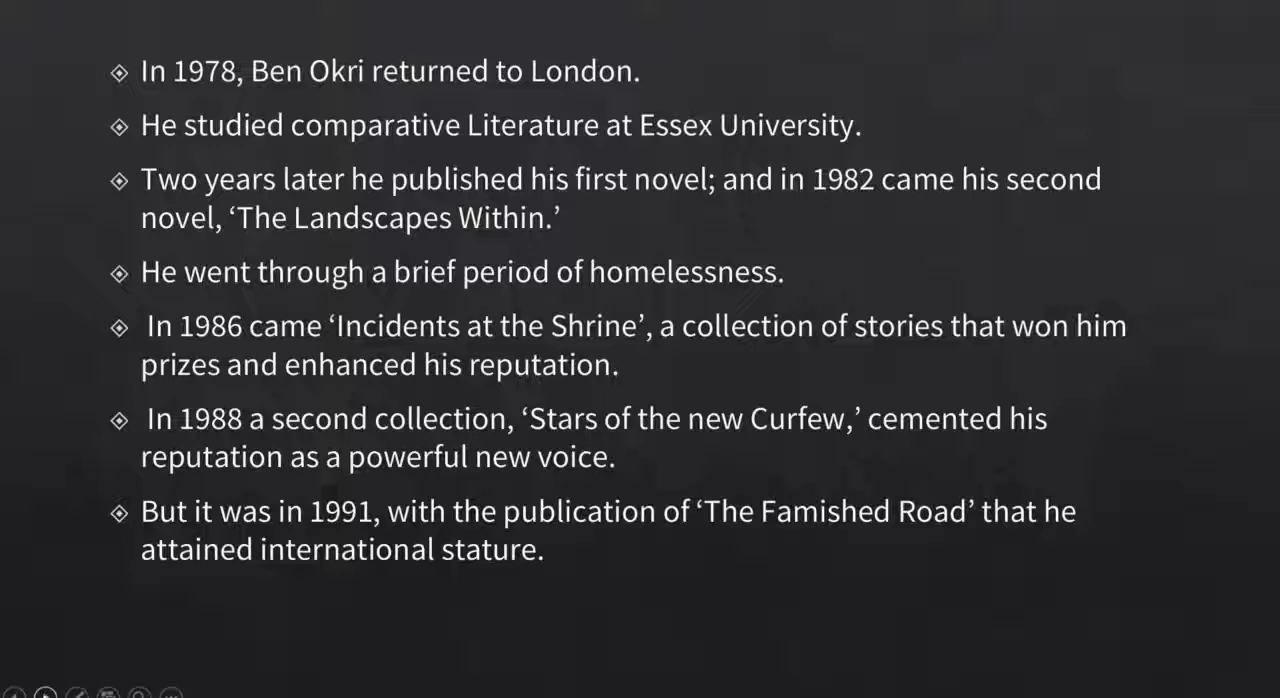 In 1978, Ben Okri returned to London.
He studied comparative Literature at Essex University.
Two years later he published his first novel; and in 1982 came his second
novel, ‘The Landscapes Within.’
He went through a brief period of homelessness.
In 1986 came ‘Incidents at the Shrine’, a collection of stories that won him
prizes and enhanced his reputation.
In 1988 a second collection, ‘Stars of the new Curfew,’ cemented his
reputation as a powerful new voice.
But it was in 1991, with the publication of ‘The Famished Road’ that he
attained international stature.